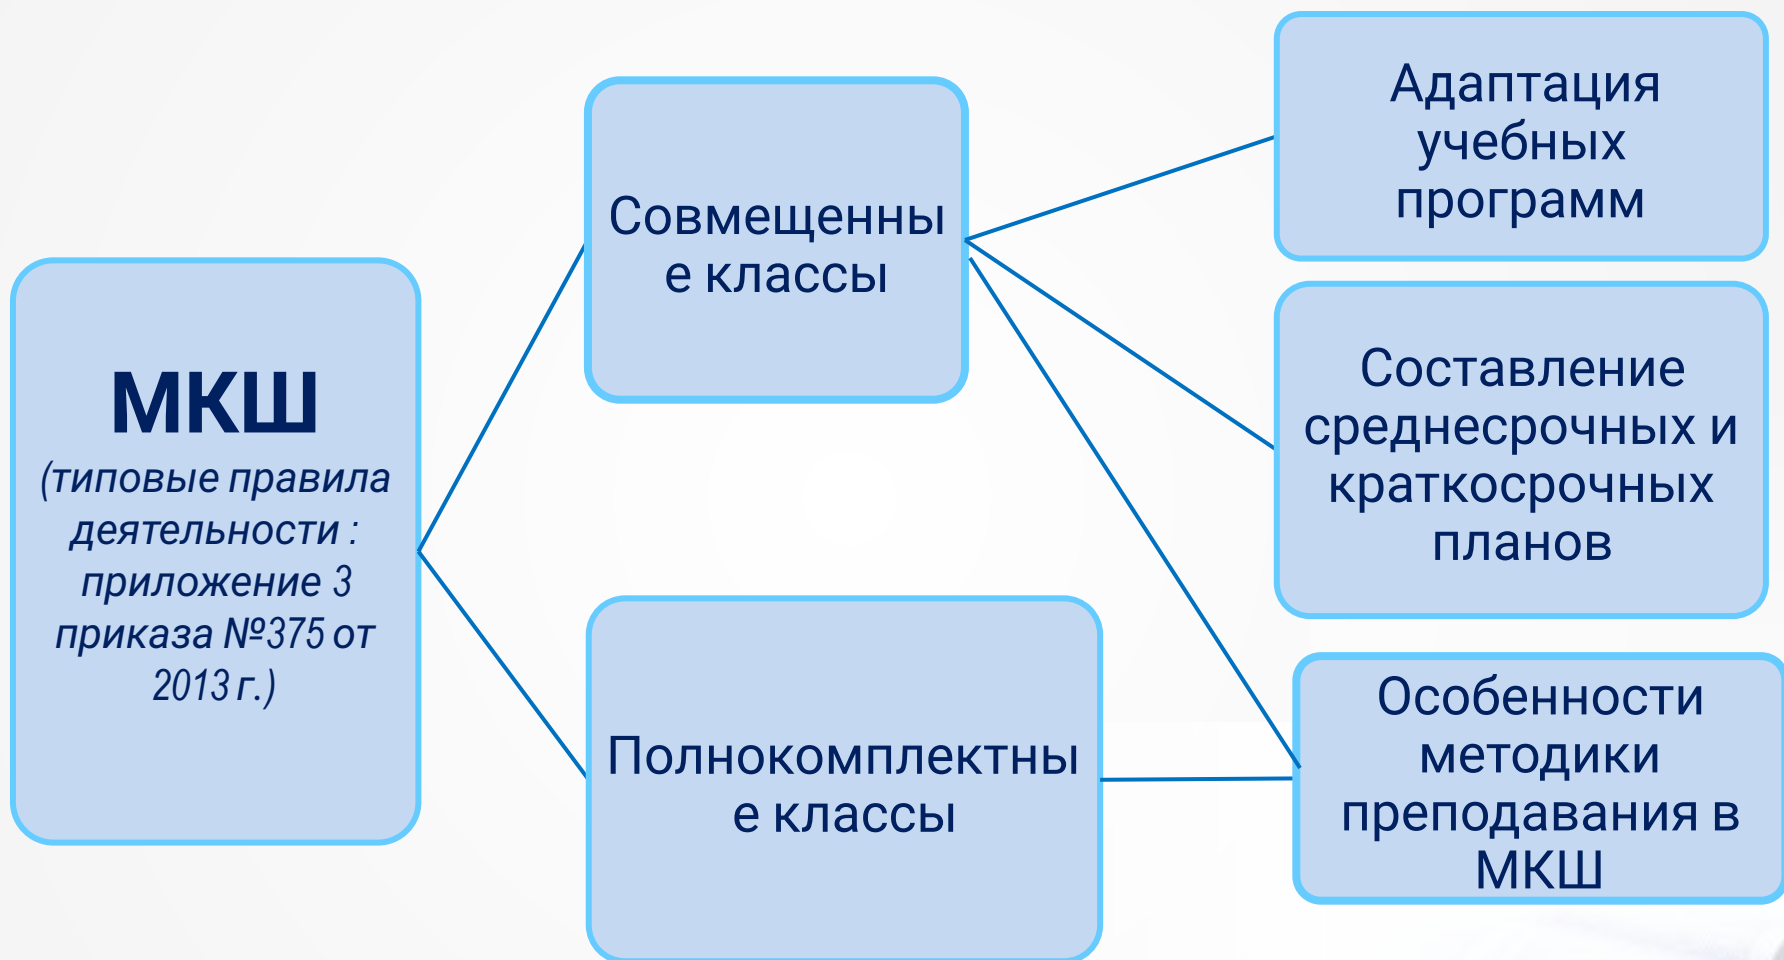 МКШ
(типовые правила
деятельности :
приложение 3
приказа №375 от
2013 г.)
Совмещенны
е классы
Полнокомплектны
е классы
Адаптация
учебных
программ
Составление
среднесрочных и
краткосрочных
планов
Особенности
методики
преподавания в
МКШ